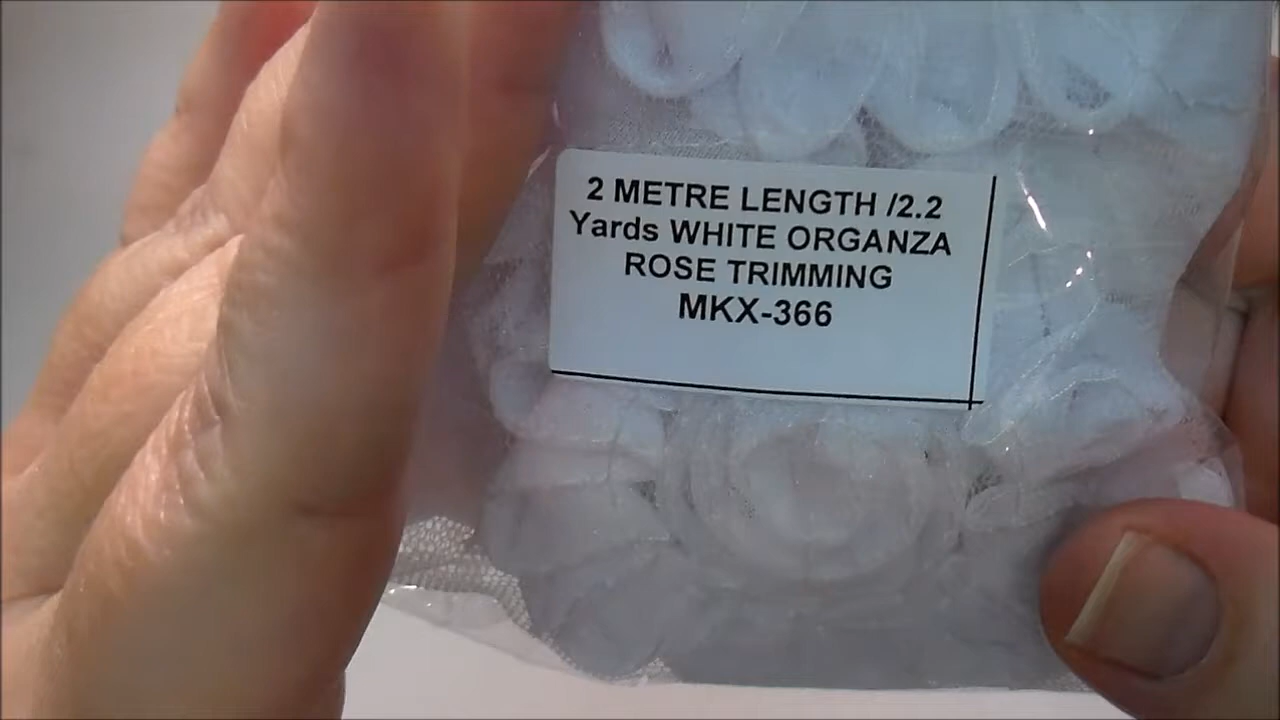 2 METRE LENGTH /2.2
Yards WHITE ORGANZA
ROSE TRIMMING
MKX-366